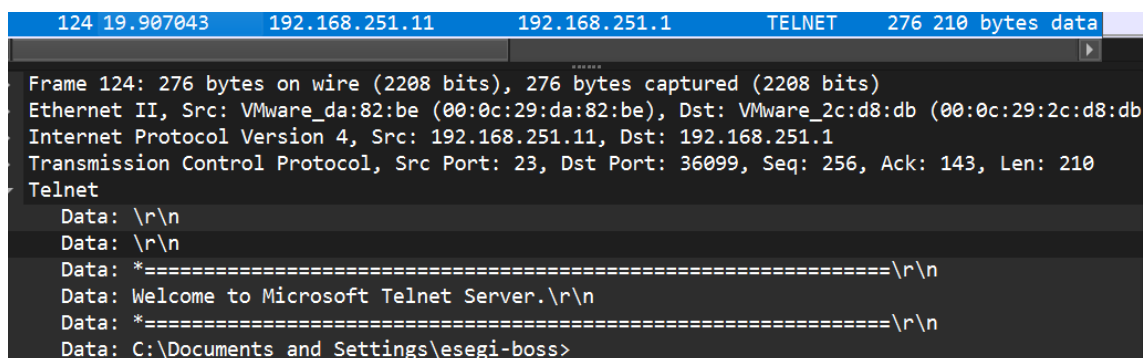 124 19.907043 192.168.251.11 192.168.251.1 TELNET 276 210 bytes data
Frame 124: 276 bytes on wire (2208 bits), 276 bytes captured (2208 bits)
Ethernet II, Src: VMware_da:82:be (00:0c:29:da:82:be), Dst: VMware_2c:d8:db (00:0c:29:2c:d8:db
Internet Protocol Version 4, Src: 192.168.251.11, Dst: 192.168.251.1
Transmission Control Protocol, Src Port: 23, Dst Port: 36099, Seq: 256, Ack: 143, Len: 210
Telnet
Data: \r\n
Data: \r\n
Data: *===============================================================\r\n
Data: Welcome to Microsoft Telnet Server.\r\n
Data: *===============================================================\r\n
Data: C:\Documents and Settings\esegi-boss>